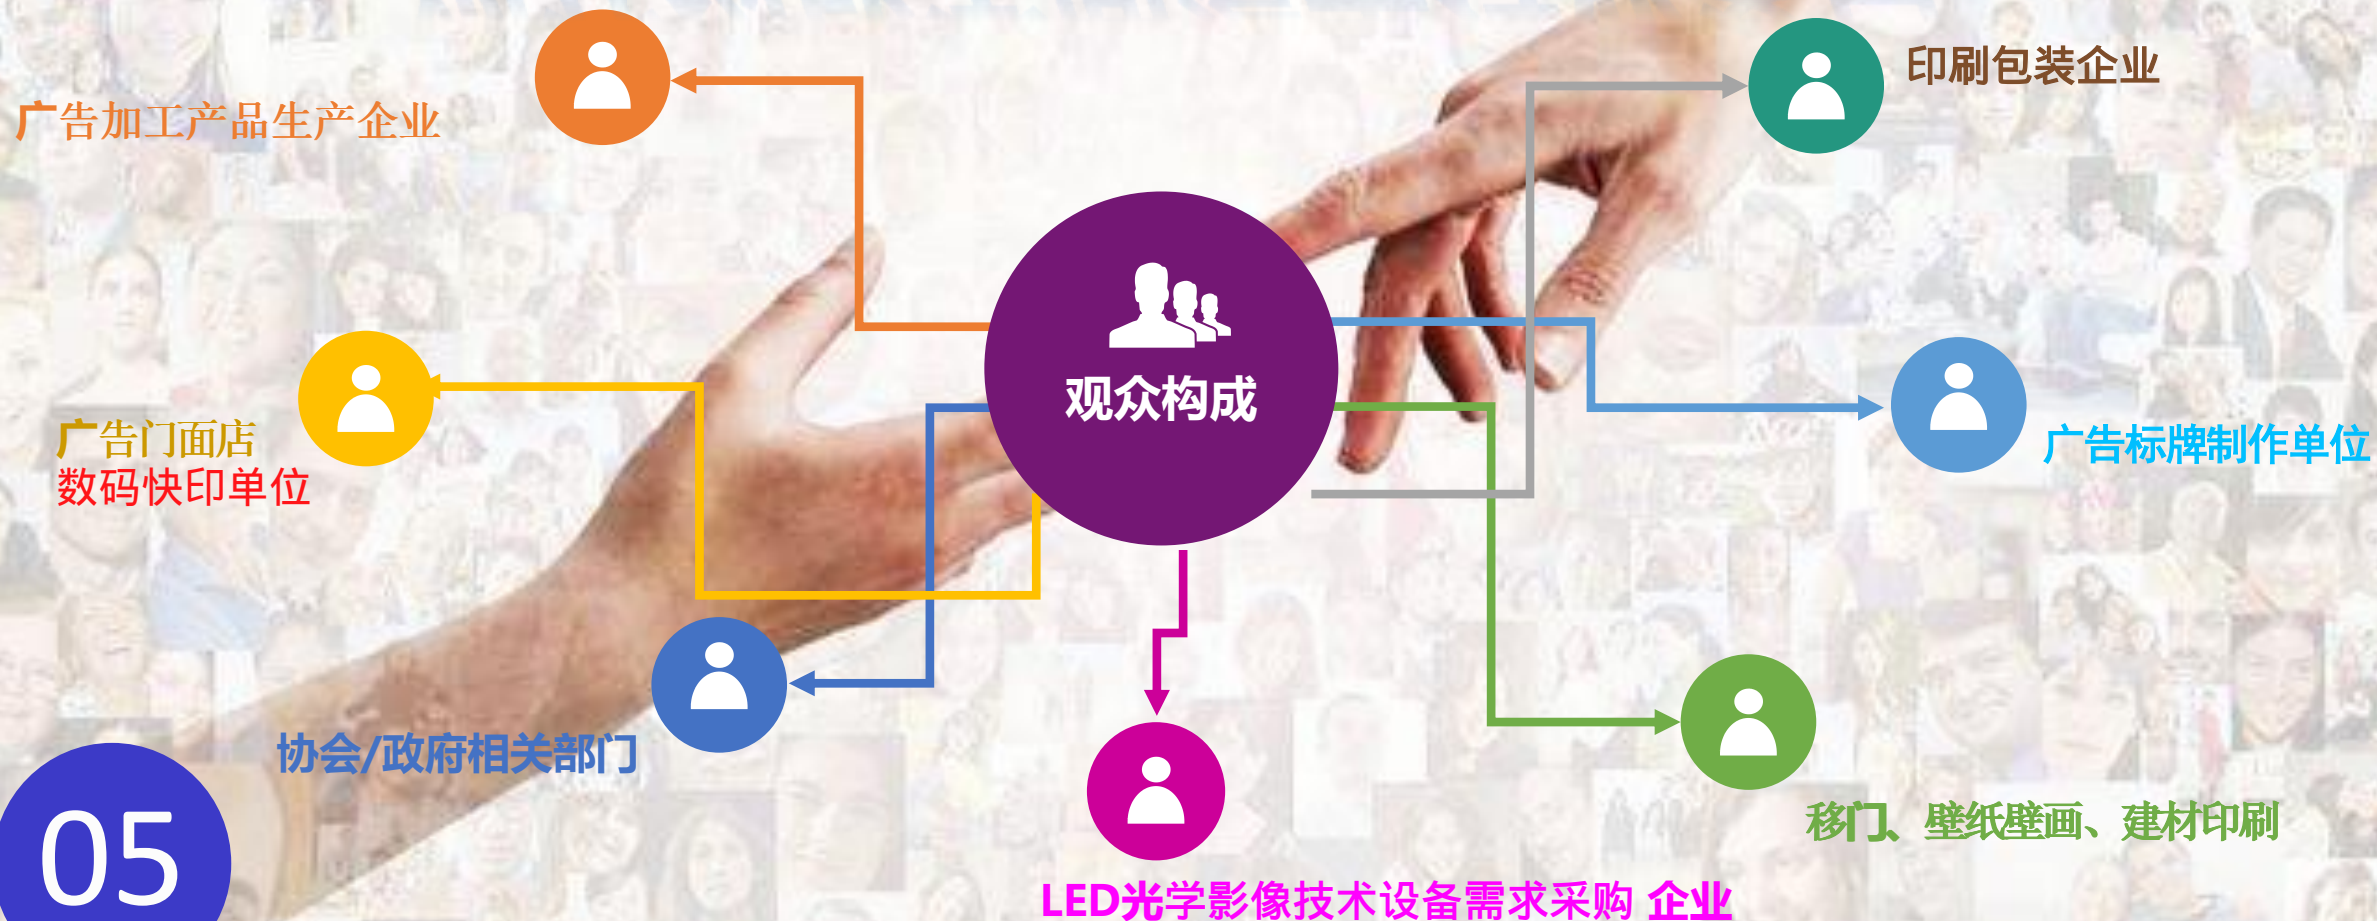 印刷包装企业
广告加工产品生产企业
观众构成
广告门面店
数码快印单位
广告标牌制作单位
协会/政府相关部门
移门、壁纸壁画、建材印刷
05
LED光学影像技术设备需求采购 企业